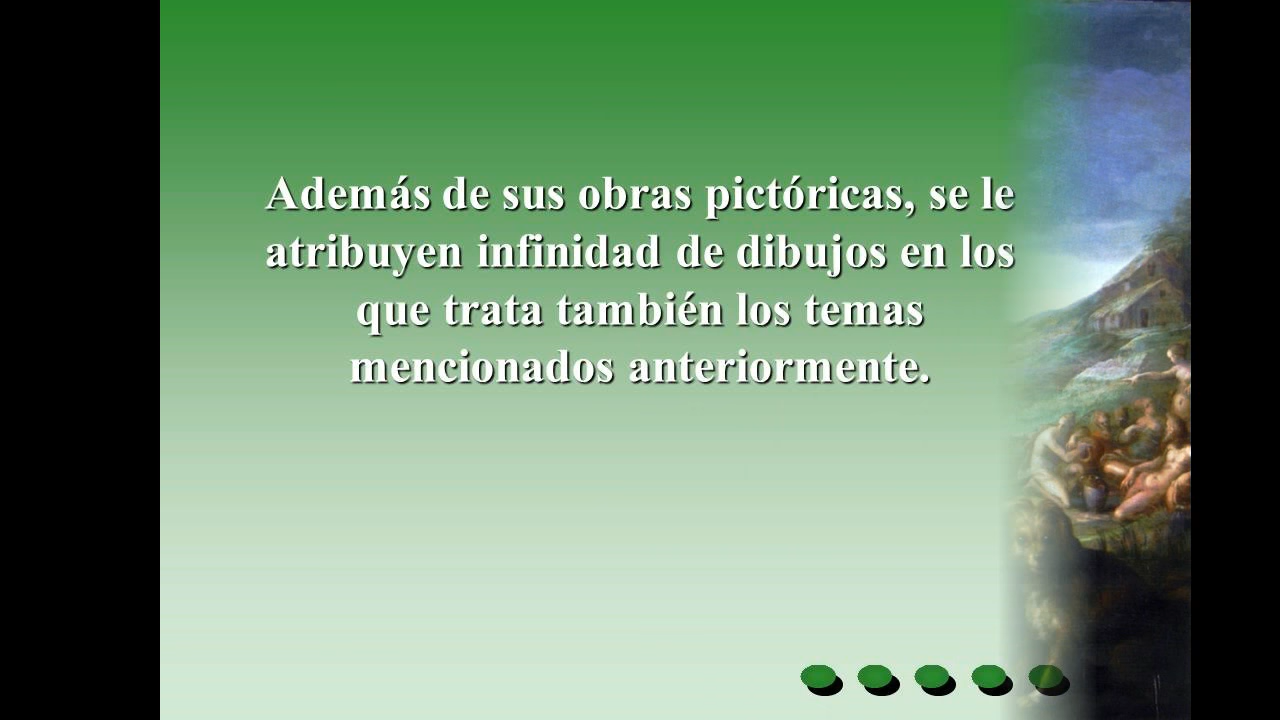 Además de sus obras pictóricas, se le
atribuyen infinidad de dibujos en los
que trata también los temas
mencionados anteriormente.